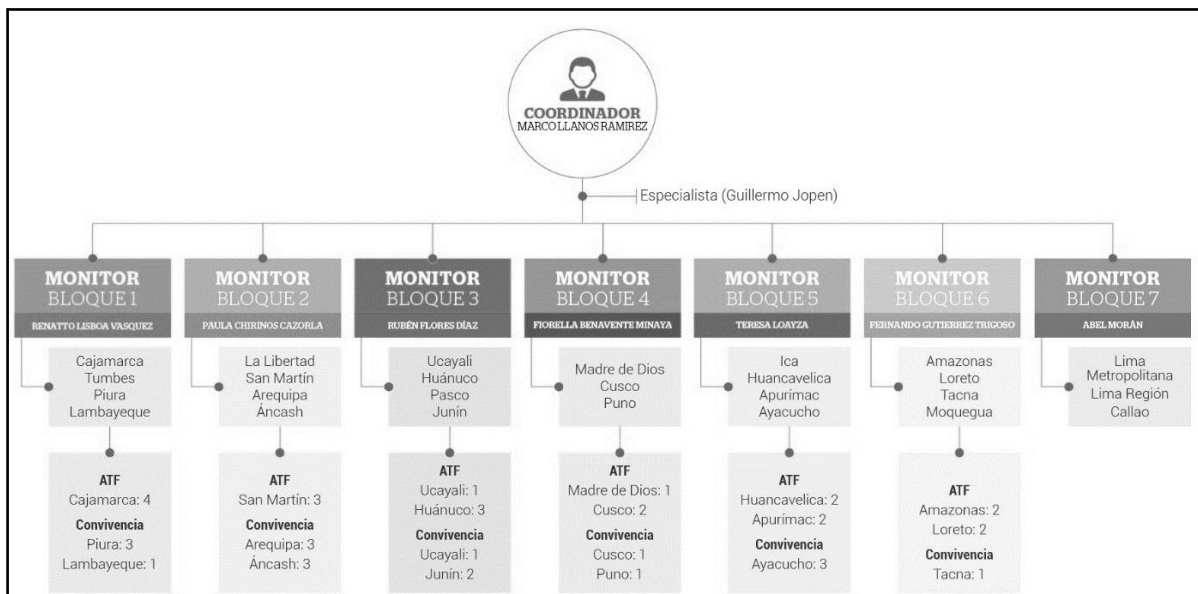 COORDINADOR
MARCO LLANOS RAMIREZ
Especialista (Guillermo Jopen)
MONITOR
BLOQUE 1
RENATTO LISBOA VASQUEZ
Cajamarca
Tumbes
Piura
Lambayeque
ATF
Cajamarca: 4
Convivencia
Piura: 3
Lambayeque: 1
MONITOR
BLOQUE 2
PAULA CHIRINOS CAZORLA
La Libertad
San Martín
Arequipa
Áncash
ATF
San Martín: 3
Convivencia
Arequipa: 3
Áncash: 3
MONITOR
BLOQUE 3
RUBÉN FLORES DÍAZ
Ucayali
Huánuco
Pasco
Junín
ATF
Ucayali: 1
Huánuco: 3
Convivencia
Ucayali: 1
Junín: 2
MONITOR
BLOQUE 4
FIORELLA BENAVENTE MINAYA
Madre de Dios
Cusco
Puno
ATF
Madre de Dios: 1
Cusco: 2
Convivencia
Cusco: 1
Puno: 1
MONITOR
BLOQUE 5
TERESA LOAYZA
Ica
Huancavelica
Apurímac
Ayacucho
ATF
Huancavelica: 2
Apurímac: 2
Convivencia
Ayacucho: 3
MONITOR
BLOQUE 6
FERNANDO GUTIERREZ TRIGOSO
Amazonas
Loreto
Tacna
Moquegua
ATF
Amazonas: 2
Loreto: 2
Convivencia
Tacna: 1
MONITOR
BLOQUE 7
ABEL MORÁN
Lima
Metropolitana
Lima Región
Callao